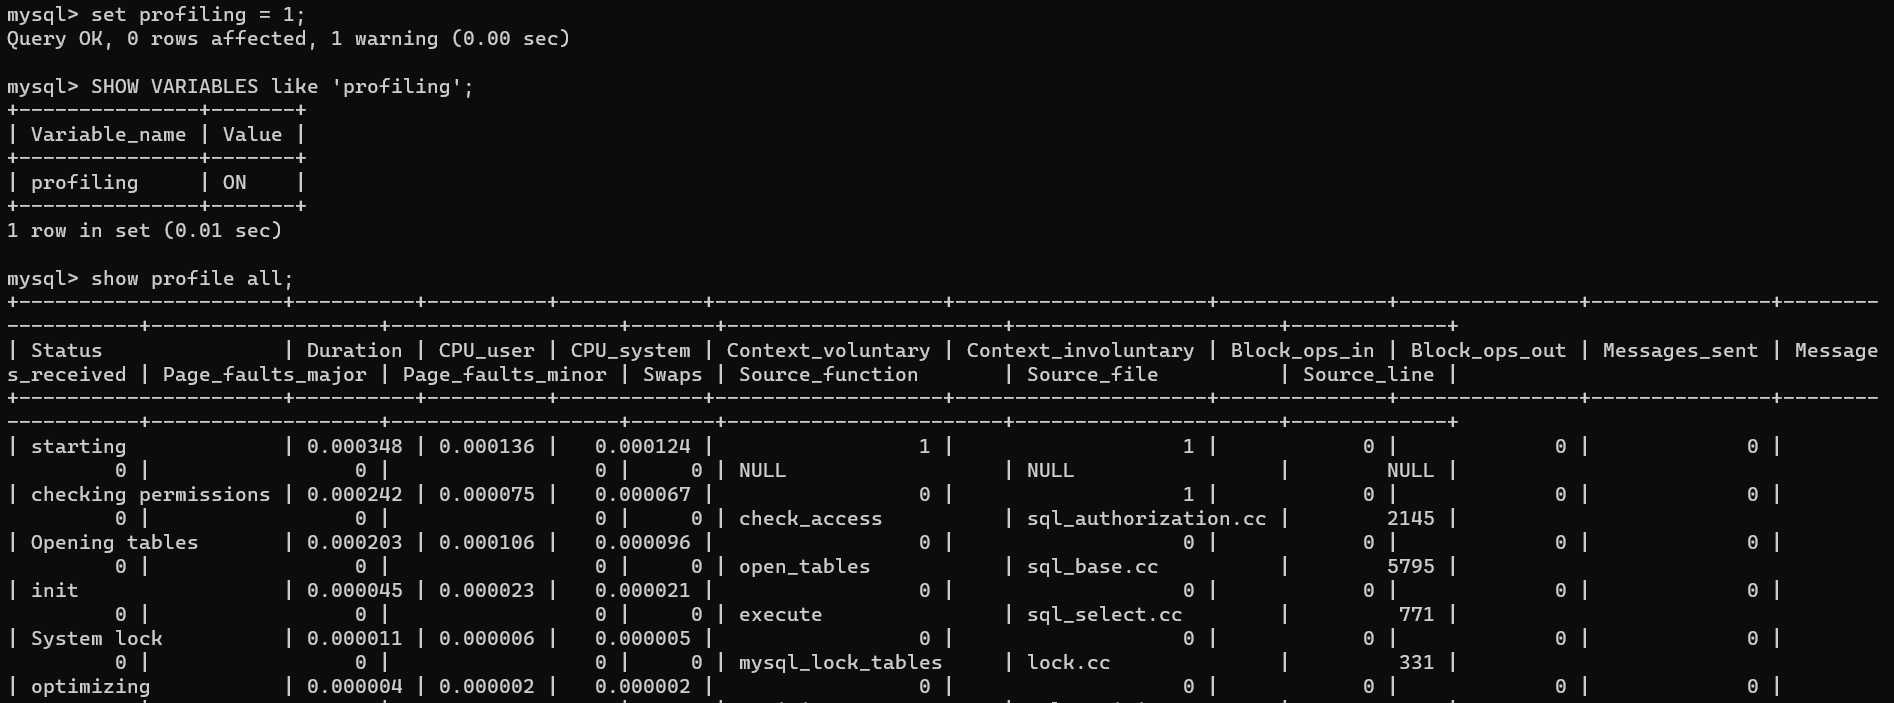 mysql> set profiling = 1;
Query OK, 0 rows affected, 1 warning (0.00 sec)

mysql> SHOW VARIABLES like 'profiling';
+---------------+-------+
| Variable_name | Value |
+---------------+-------+
| profiling     | ON    |
+---------------+-------+
1 row in set (0.01 sec)

mysql> show profile all;
+----------------------+----------+----------+------------+-------------------+---------------------+--------------+---------------+---------------+--------
-----------+-------------------+-------------------+-------+-----------------------+----------------------+-------------+
| Status               | Duration | CPU_user | CPU_system | Context_voluntary | Context_involuntary | Block_ops_in | Block_ops_out | Messages_sent | Message
s_received | Page_faults_major | Page_faults_minor | Swaps | Source_function       | Source_file          | Source_line |
+----------------------+----------+----------+------------+-------------------+---------------------+--------------+---------------+---------------+--------
-----------+-------------------+-------------------+-------+-----------------------+----------------------+-------------+
| starting             | 0.000348 | 0.000136 |   0.000124 |                 1 |                   1 |            0 |             0 |             0 |
         0 |                 0 |                 0 |     0 | NULL                  | NULL                 |        NULL |
| checking permissions | 0.000242 | 0.000075 |   0.000067 |                 0 |                   1 |            0 |             0 |             0 |
         0 |                 0 |                 0 |     0 | check_access          | sql_authorization.cc |        2145 |
| Opening tables       | 0.000203 | 0.000106 |   0.000096 |                 0 |                   0 |            0 |             0 |             0 |
         0 |                 0 |                 0 |     0 | open_tables           | sql_base.cc          |        5795 |
| init                 | 0.000045 | 0.000023 |   0.000021 |                 0 |                   0 |            0 |             0 |             0 |
         0 |                 0 |                 0 |     0 | execute               | sql_select.cc        |         771 |
| System lock          | 0.000011 | 0.000006 |   0.000005 |                 0 |                   0 |            0 |             0 |             0 |
         0 |                 0 |                 0 |     0 | mysql_lock_tables     | lock.cc              |         331 |
| optimizing           | 0.000004 | 0.000002 |   0.000002 |                 0 |                   0 |            0 |             0 |             0 |